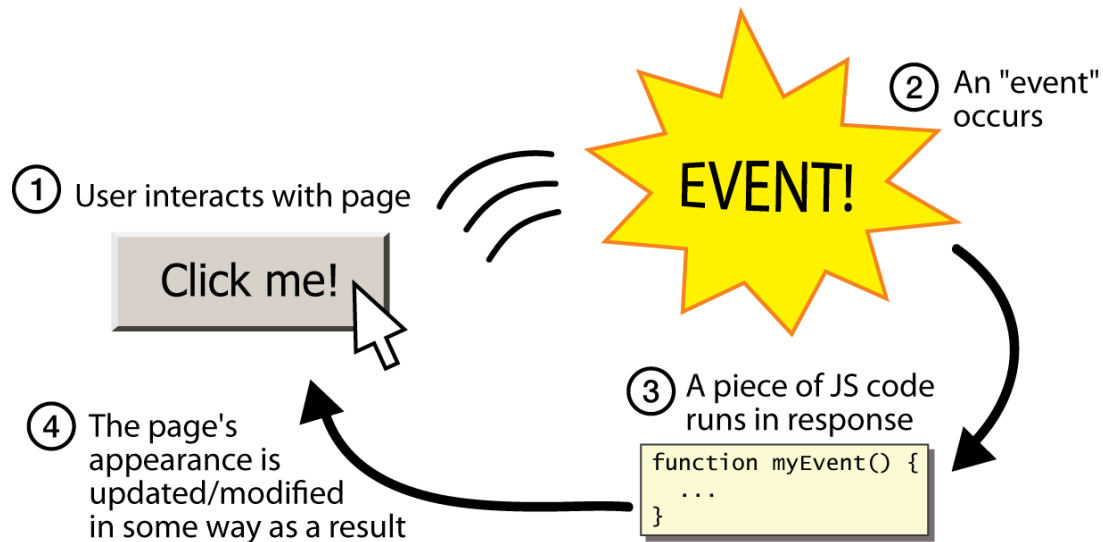 1 User interacts with page
Click me!
EVENT!
2 An "event"
occurs
3 A piece of JS code
runs in response
function myEvent() {
...
}
4 The page's
appearance is
updated/modified
in some way as a result